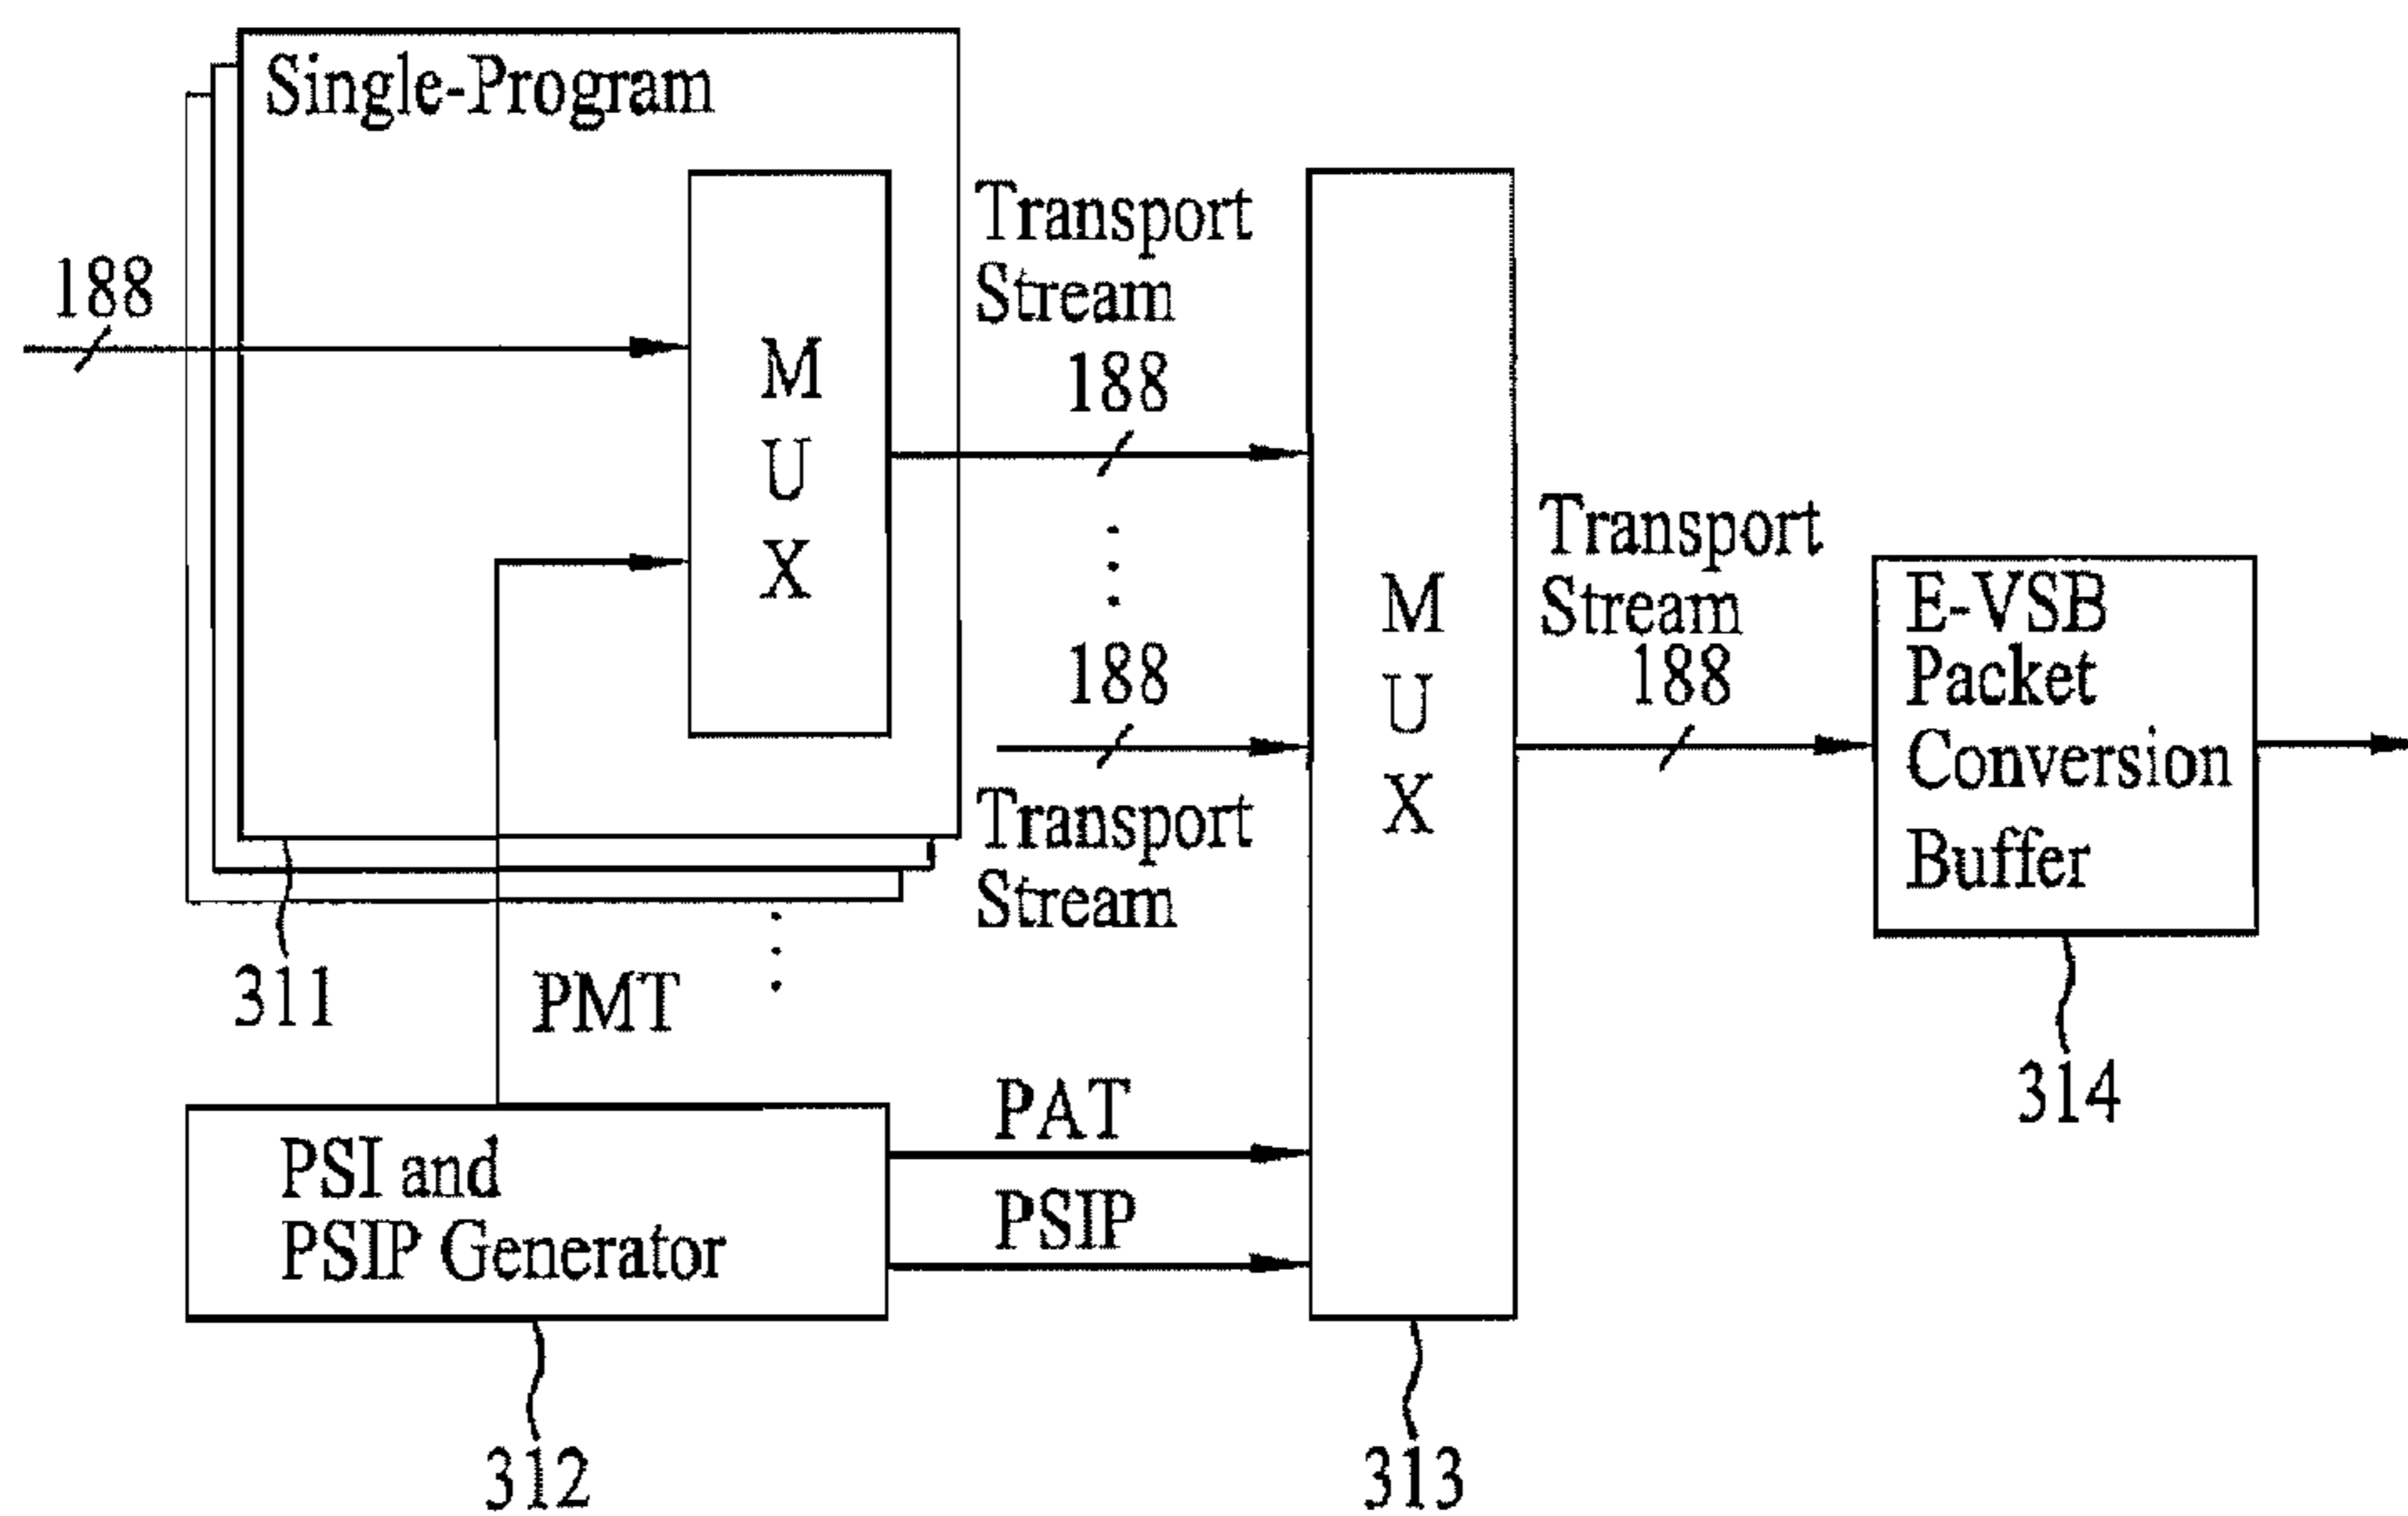 Single-Program
188
M
U
X
Transport
Stream
188
188
Transport
Stream
M
U
X
Transport
Stream
188
E-VSB
Packet
Conversion
Buffer
311
PMT
314
PSI and
PSIP Generator
PAT
PSIP
312
313